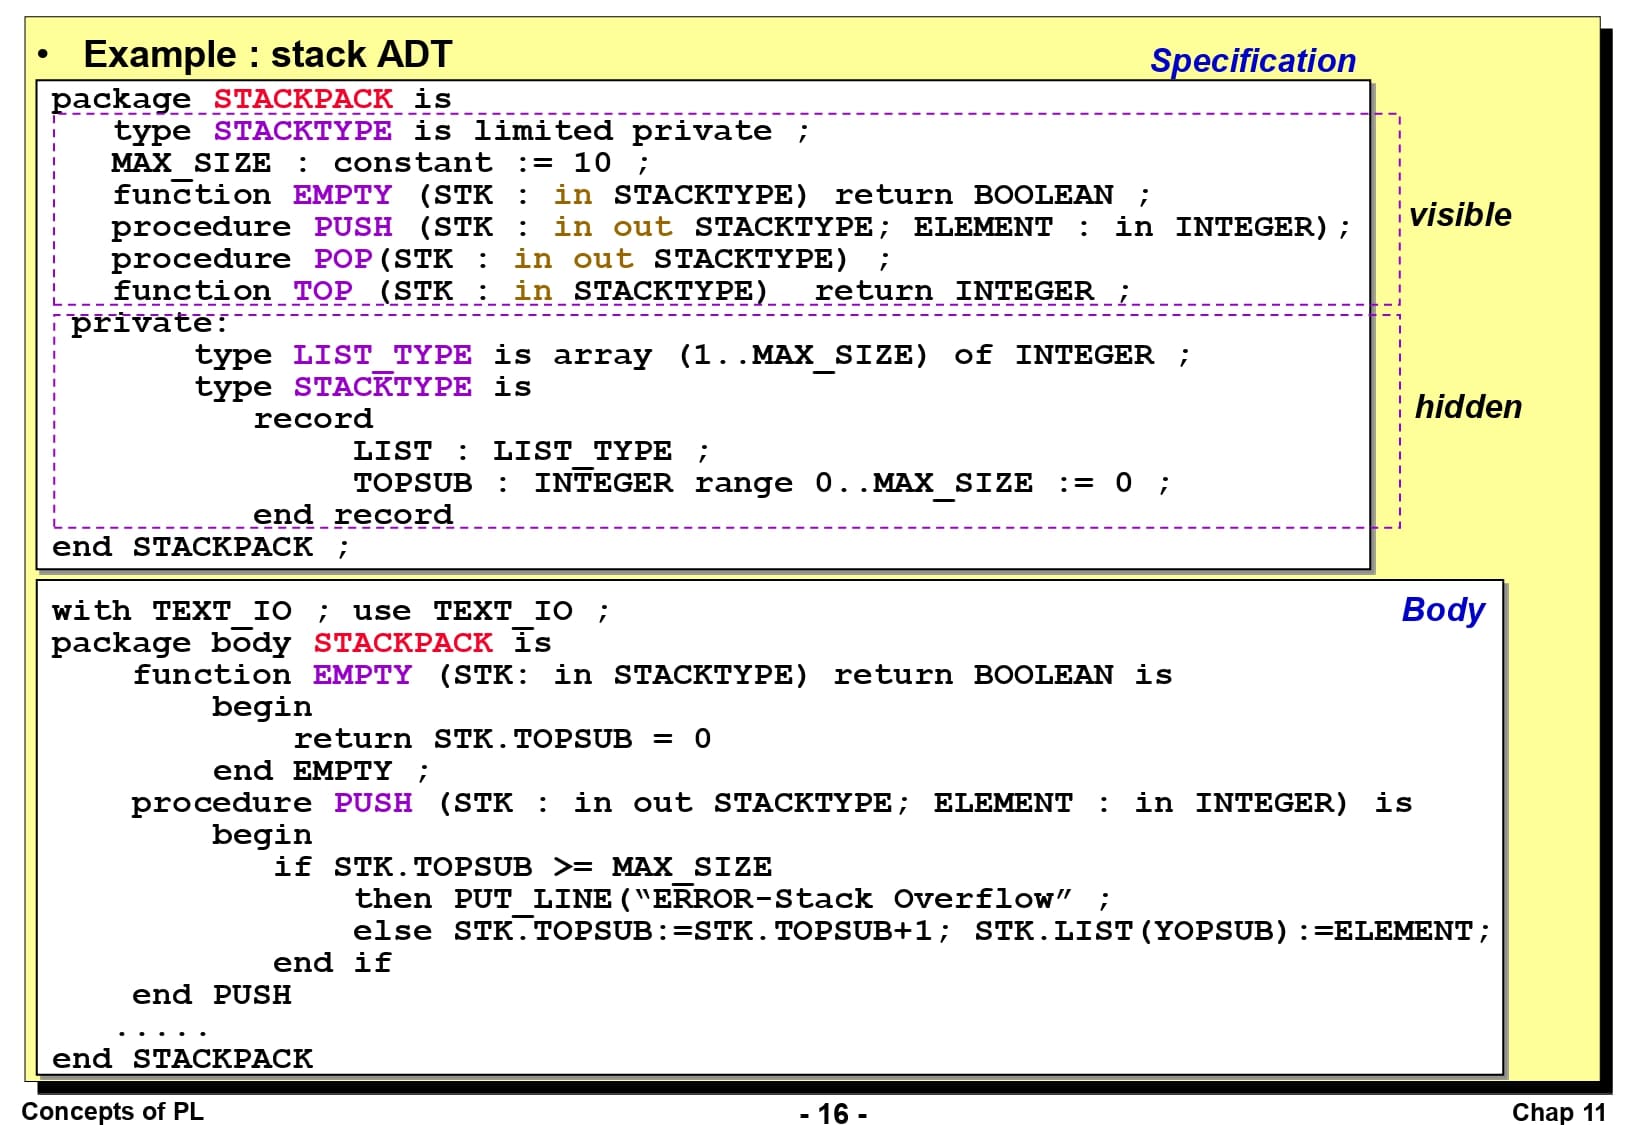 • Example : stack ADT
Specification
package STACKPACK is
type STACKTYPE is limited private ;
MAX_SIZE : constant := 10 ;
function EMPTY (STK : in STACKTYPE) return BOOLEAN ;
procedure PUSH (STK : in out STACKTYPE; ELEMENT : in INTEGER);
procedure POP(STK : in out STACKTYPE) ;
function TOP (STK : in STACKTYPE) return INTEGER ;
visible
private:
type LIST_TYPE is array (1..MAX_SIZE) of INTEGER ;
type STACKTYPE is
record
LIST : LIST_TYPE ;
TOPSUB : INTEGER range 0..MAX_SIZE := 0 ;
end record
hidden
end STACKPACK ;
Body
with TEXT_IO ; use TEXT_IO ;
package body STACKPACK is
function EMPTY (STK: in STACKTYPE) return BOOLEAN is
begin
return STK.TOPSUB = 0
end EMPTY ;
procedure PUSH (STK : in out STACKTYPE; ELEMENT : in INTEGER) is
begin
if STK.TOPSUB >= MAX_SIZE
then PUT_LINE(“ERROR-Stack Overflow” ;
else STK.TOPSUB:=STK.TOPSUB+1; STK.LIST(YOPSUB):=ELEMENT;
end if
end PUSH
.....
end STACKPACK
Concepts of PL
- 16 -
Chap 11